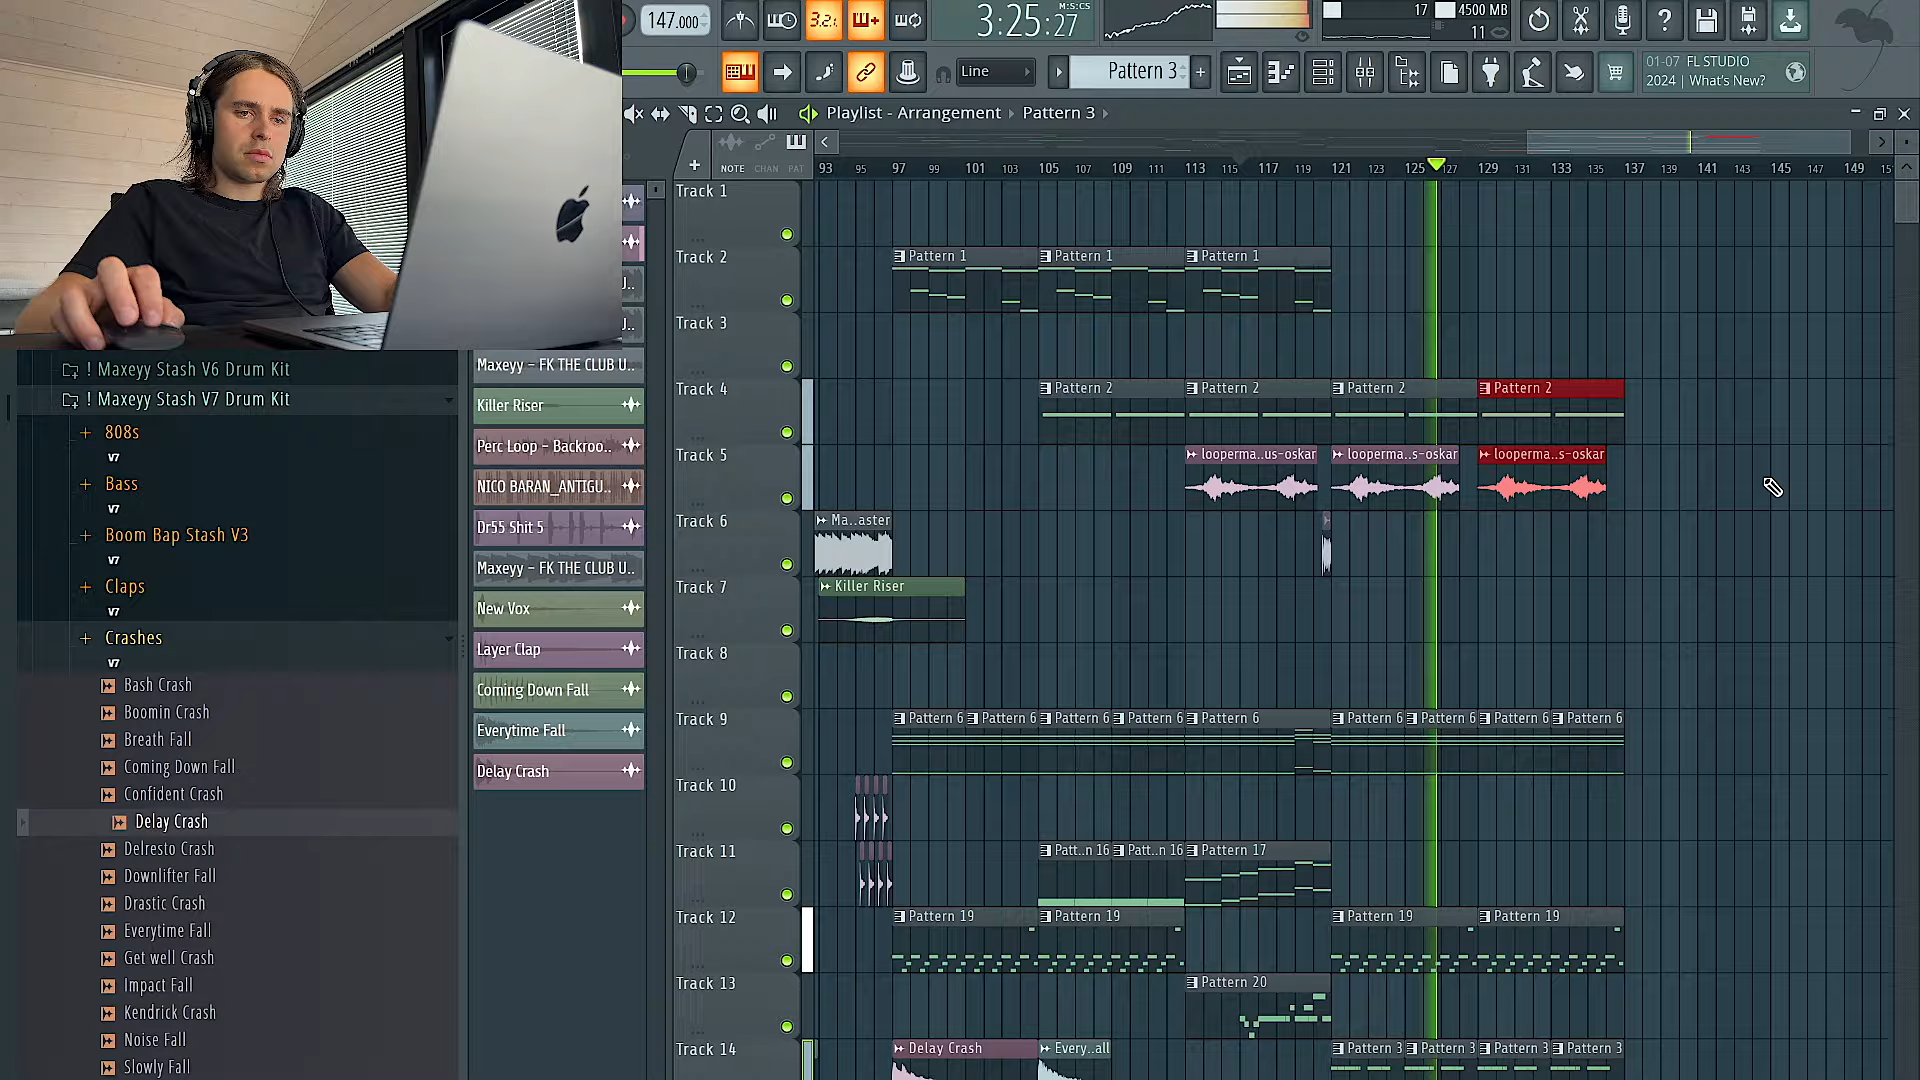 147.000
3.2.
3:25:27
M:S:CS
17
4500 MB
11
Line
Pattern 3
01-07 FL STUDIO
2024 | What's New?
Playlist - Arrangement
Pattern 3
NOTE CHAN PAT
93 95 97 99 101 103 105 107 109 111 113 115 117 119 121 123 125 127 129 131 133 135 137 139 141 143 145 147 149
Track 1
Track 2
Pattern 1 Pattern 1 Pattern 1
Track 3
Track 4
Pattern 2 Pattern 2 Pattern 2 Pattern 2
Track 5
looperma..us-oskar looperma..s-oskar looperma..s-oskar
Track 6
Ma..aster
Track 7
Killer Riser
Track 8
Track 9
Pattern 6 Pattern 6 Pattern 6 Pattern 6 Pattern 6 Pattern 6 Pattern 6 Pattern 6 Pattern 6
Track 10
Track 11
Patt..n 16 Patt..n 16 Pattern 17
Track 12
Pattern 19 Pattern 19 Pattern 19 Pattern 19
Track 13
Pattern 20
Track 14
Delay Crash Every..all Pattern 3 Pattern 3 Pattern 3 Pattern 3
Maxeyy - FK THE CLUB U..
Killer Riser
Perc Loop - Backroo..
NICO BARAN_ANTIGU..
Dr55 Shit 5
Maxeyy - FK THE CLUB U..
New Vox
Layer Clap
Coming Down Fall
Everytime Fall
Delay Crash
! Maxeyy Stash V6 Drum Kit
! Maxeyy Stash V7 Drum Kit
808s
V7
Bass
V7
Boom Bap Stash V3
V7
Claps
V7
Crashes
V7
Bash Crash
Boomin Crash
Breath Fall
Coming Down Fall
Confident Crash
Delay Crash
Delresto Crash
Downlifter Fall
Drastic Crash
Everytime Fall
Get well Crash
Impact Fall
Kendrick Crash
Noise Fall
Slowly Fall